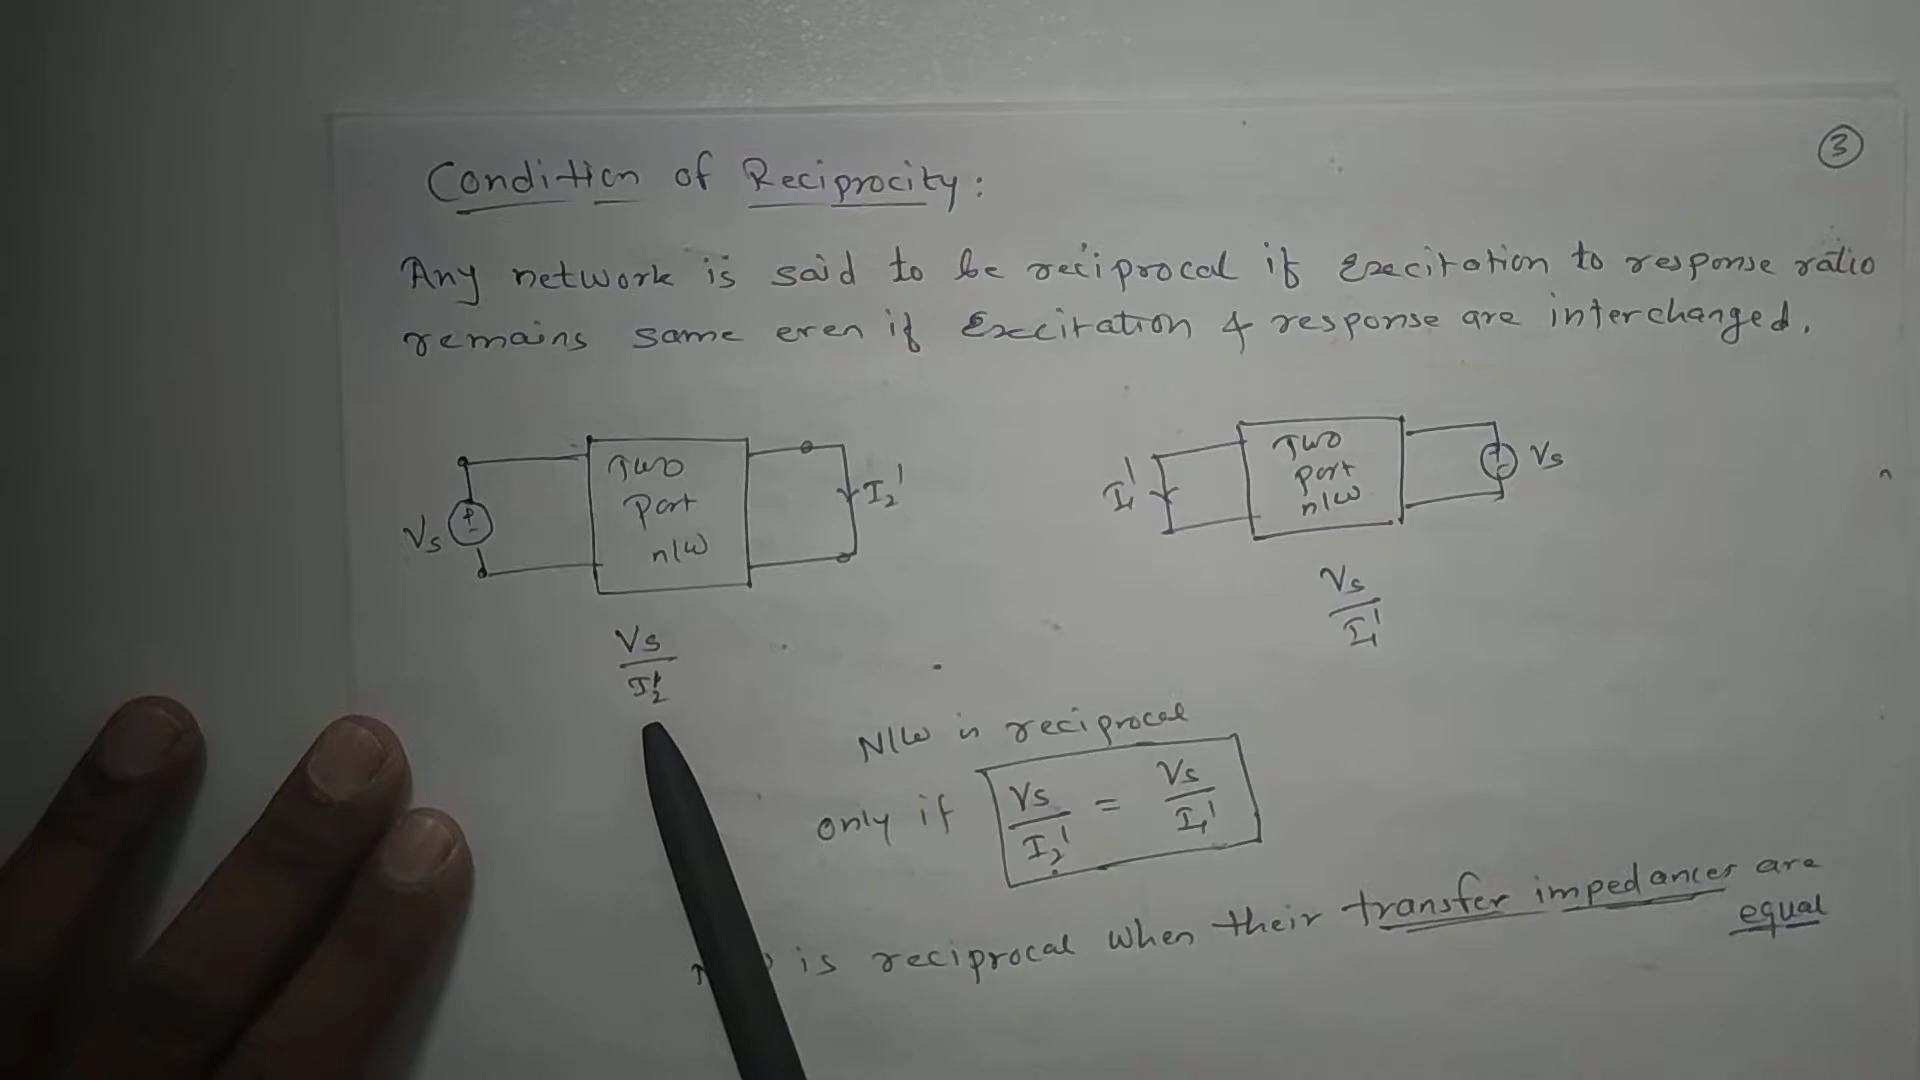 ③
Condition of Reciprocity:
Any network is said to be reciprocal if Excitation to response ratio
remains same even if Excitation & response are interchanged.
Vs
Two
Port
n/w
I2'
I1'
Two
port
n/w
Vs
Vs
I2'
Vs
I1'
N/W is reciprocal
only if Vs/I2' = Vs/I1'
is reciprocal when their transfer impedances are
equal